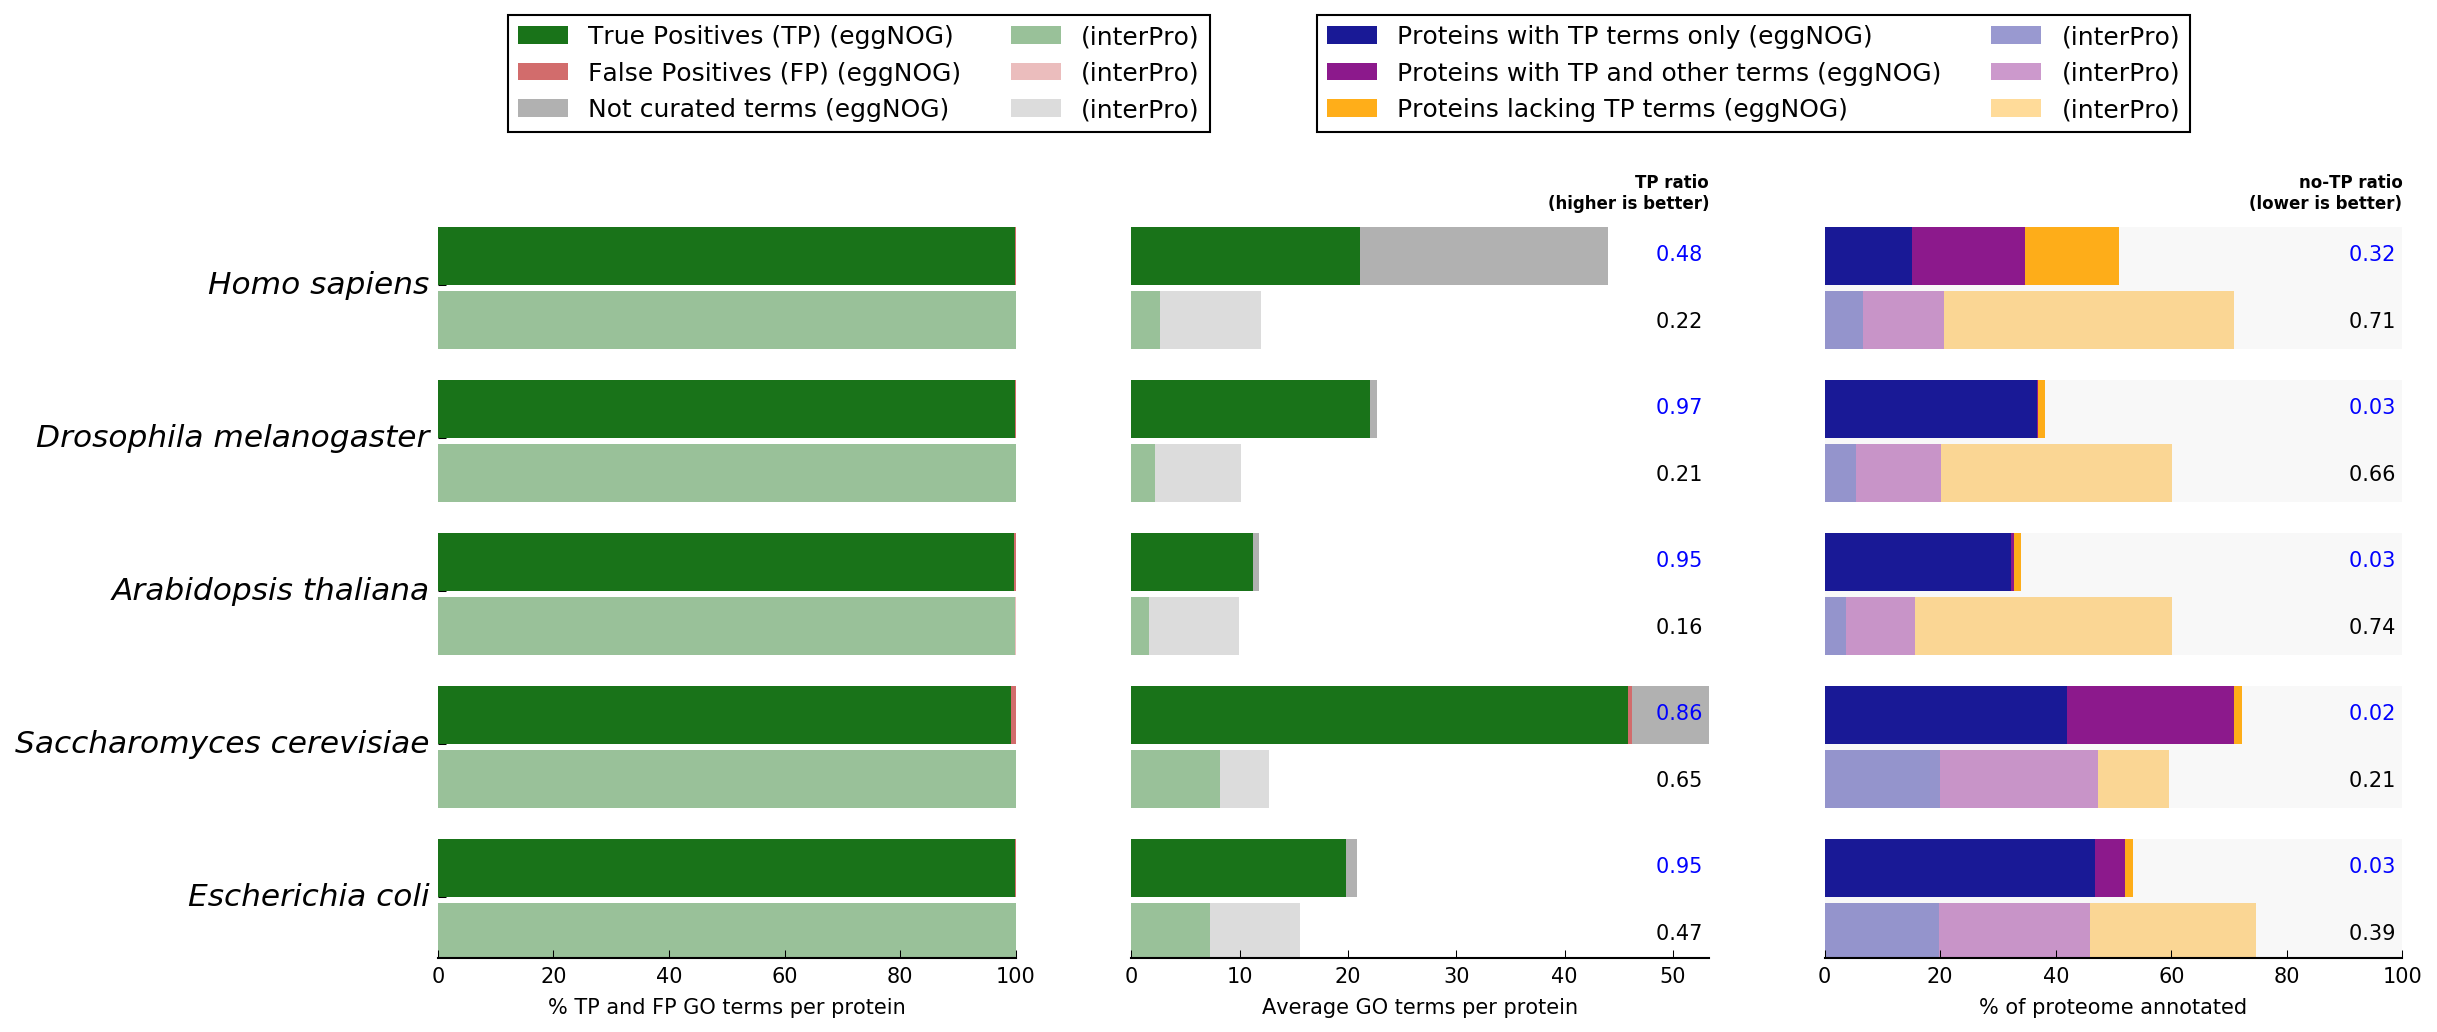 True Positives (TP) (eggNOG) (interPro)
False Positives (FP) (eggNOG) (interPro)
Not curated terms (eggNOG) (interPro)
Proteins with TP terms only (eggNOG) (interPro)
Proteins with TP and other terms (eggNOG) (interPro)
Proteins lacking TP terms (eggNOG) (interPro)
TP ratio
(higher is better)
no-TP ratio
(lower is better)
Homo sapiens
0.48 0.32
0.22 0.71
Drosophila melanogaster
0.97 0.03
0.21 0.66
Arabidopsis thaliana
0.95 0.03
0.16 0.74
Saccharomyces cerevisiae
0.86 0.02
0.65 0.21
Escherichia coli
0.95 0.03
0.47 0.39
0 20 40 60 80 100
% TP and FP GO terms per protein
0 10 20 30 40 50
Average GO terms per protein
0 20 40 60 80 100
% of proteome annotated